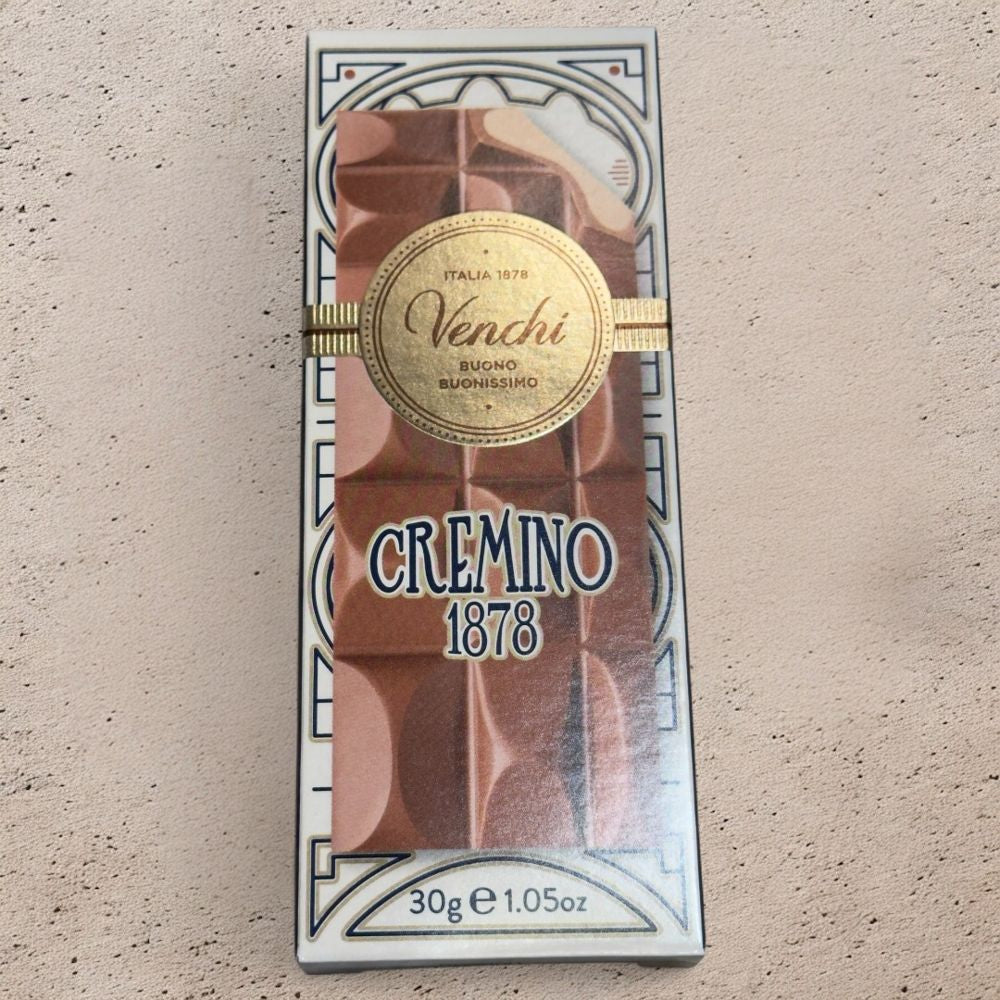 ITALIA 1878
Venchi
BUONO
BUONISSIMO
CREMINO
1878
30g e 1.05oz